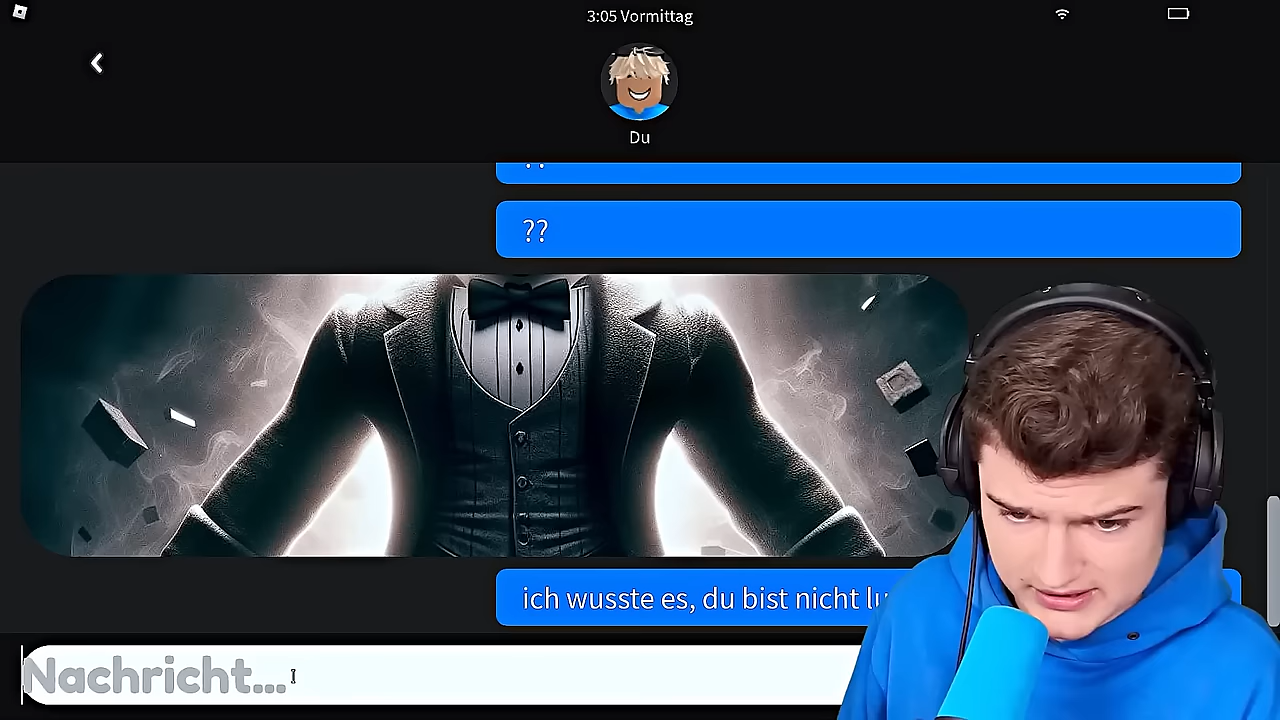 3:05 Vormittag
Du
??
??
ich wusste es, du bist nicht
Nachricht...